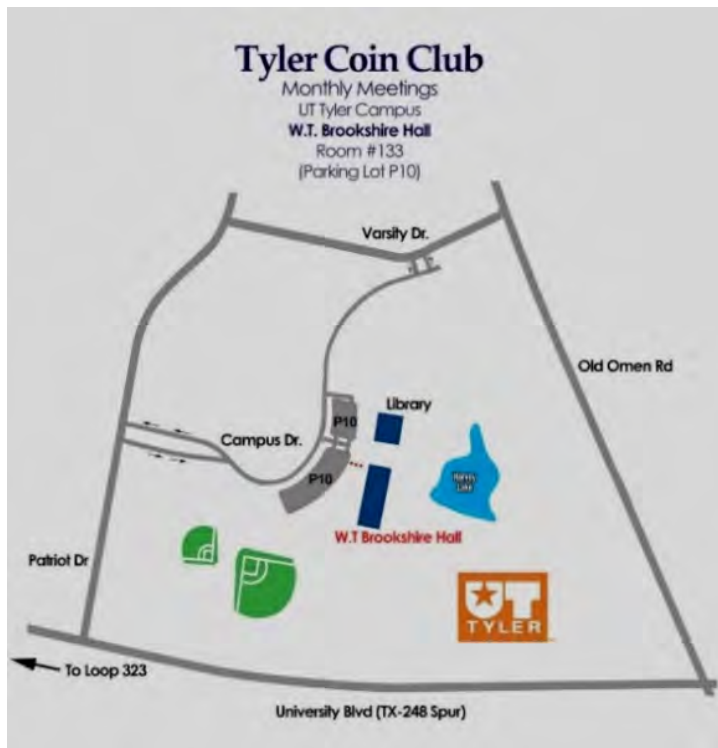 Tyler Coin Club
Monthly Meetings
UT Tyler Campus
W.T. Brookshire Hall
Room #133
(Parking Lot P10)
Varsity Dr.
Old Omen Rd
Library
P10
Campus Dr.
P10
Lake
W.T Brookshire Hall
Patriot Dr
UT
TYLER
To Loop 323
University Blvd (TX-248 Spur)